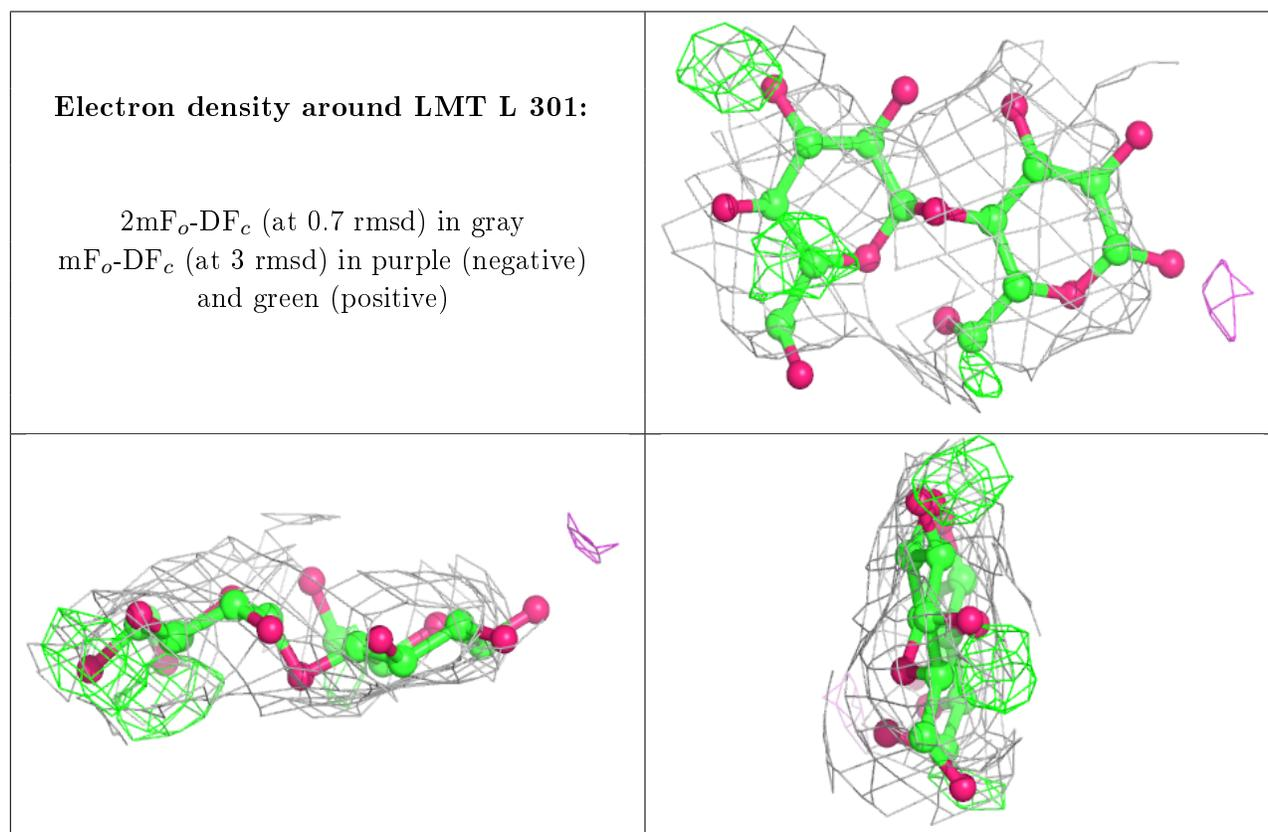 Electron density around LMT L 301:
2mFₒ-DF𝒸 (at 0.7 rmsd) in gray
mFₒ-DF𝒸 (at 3 rmsd) in purple (negative)
and green (positive)